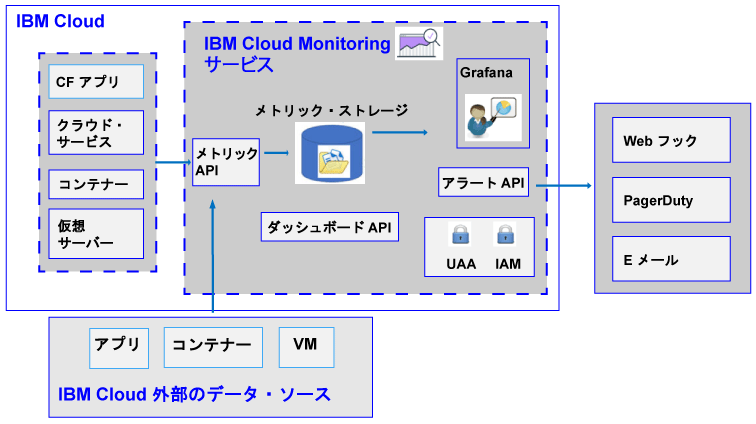 IBM Cloud
CF アプリ
クラウド・
サービス
コンテナー
仮想
サーバー
IBM Cloud Monitoring
サービス
メトリック
API
メトリック・ストレージ
Grafana
アラート API
ダッシュボード API
UAA IAM
Web フック
PagerDuty
E メール
アプリ
コンテナー
VM
IBM Cloud 外部のデータ・ソース